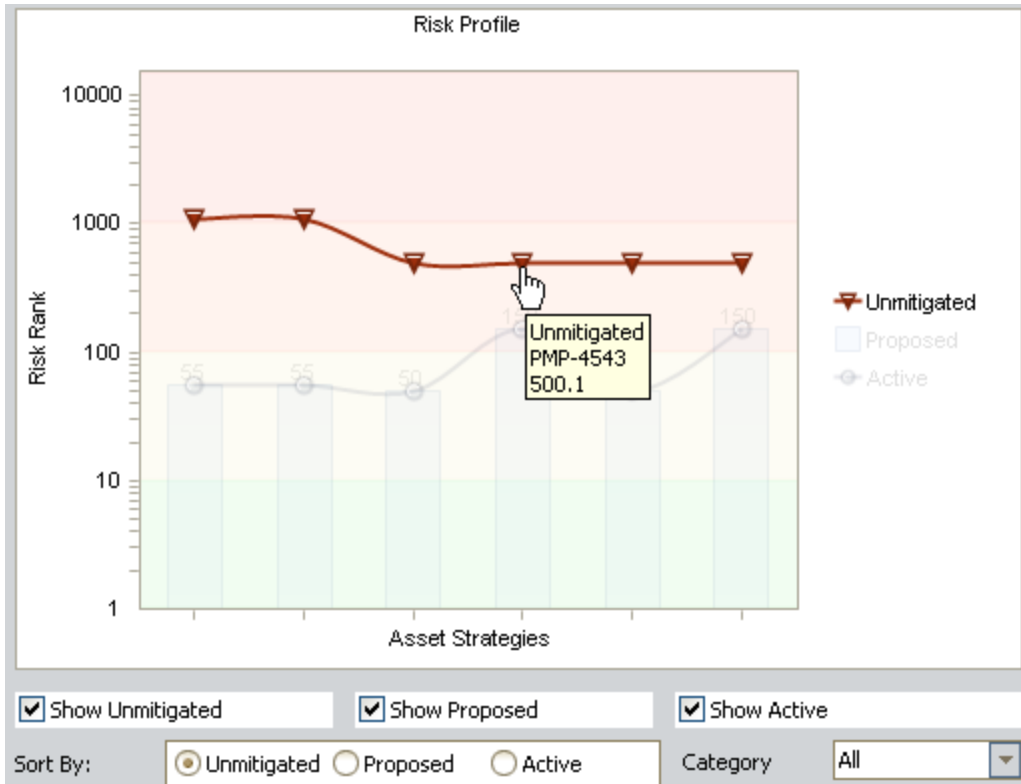 Risk Profile
10000
1000
100
10
1
Risk Rank
55
55
50
150
Unmitigated
PMP-4543
500.1
Asset Strategies
Unmitigated
Proposed
Active
Show Unmitigated
Show Proposed
Show Active
Sort By:
Unmitigated
Proposed
Active
Category
All